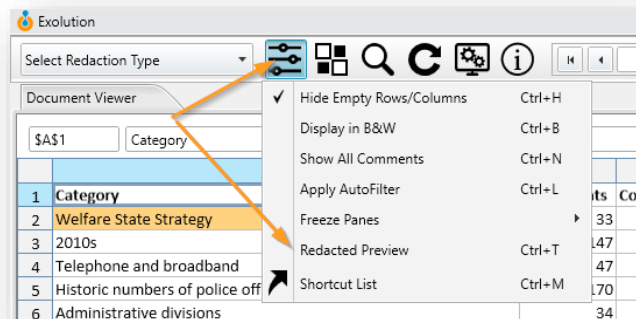 Exolution
Select Redaction Type
Document Viewer
$A$1 Category
✓ Hide Empty Rows/Columns Ctrl+H
Display in B&W Ctrl+B
Show All Comments Ctrl+N
Apply AutoFilter Ctrl+L
Freeze Panes
Redacted Preview Ctrl+T
Shortcut List Ctrl+M
1 Category ts Co
2 Welfare State Strategy 33
3 2010s 147
4 Telephone and broadband 47
5 Historic numbers of police off 170
6 Administrative divisions 34